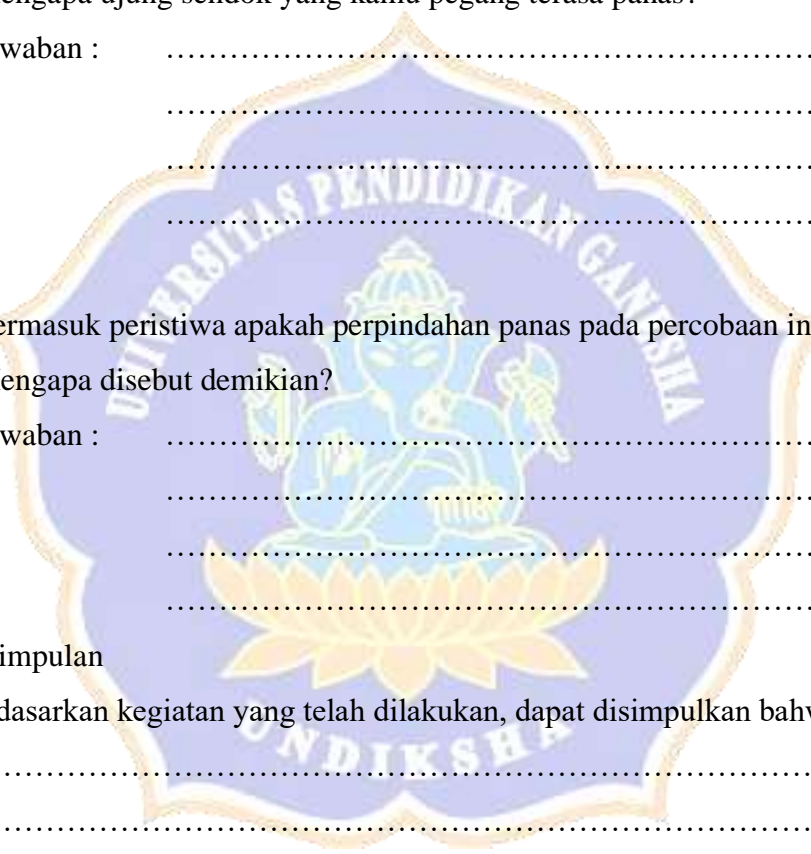 engapa ujung sendok yang kamu pegang terasa panas?
waban : ……………………………………………………
……………………………………………………
……………………………………………………
……………………………………………………
UNIVERSITAS PENDIDIKAN GANESHA
ermasuk peristiwa apakah perpindahan panas pada percobaan in
engapa disebut demikian?
waban : ……………………………………………………
……………………………………………………
……………………………………………………
……………………………………………………
impulan
dasarkan kegiatan yang telah dilakukan, dapat disimpulkan bahw
UNDIKSHA
……………………………………………………………………
……………………………………………………………………